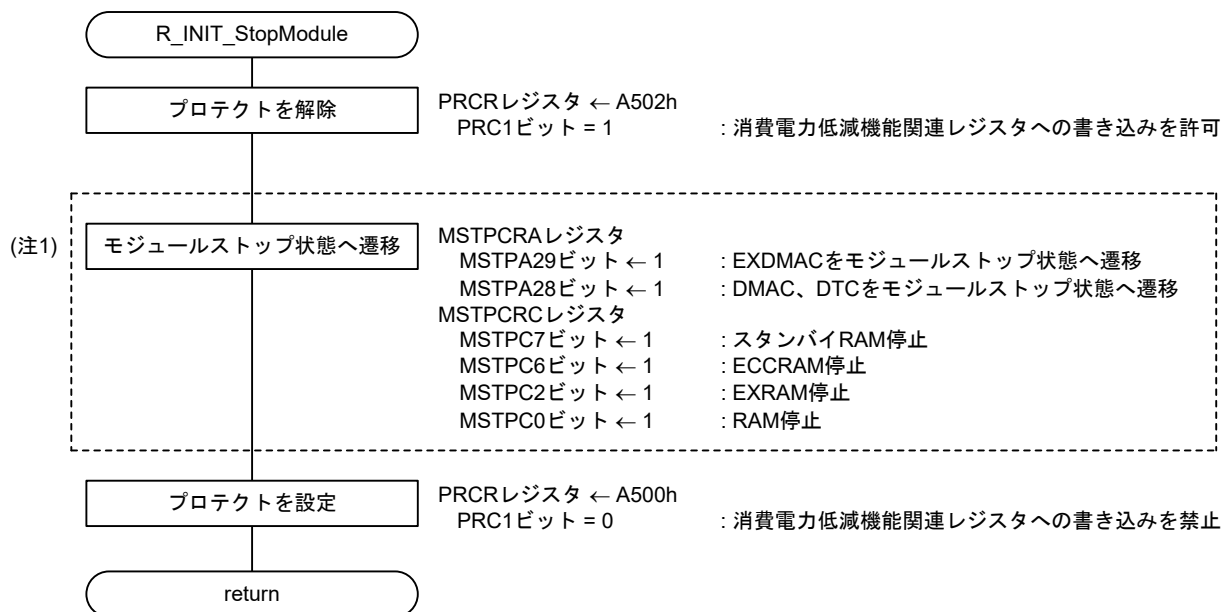 R_INIT_StopModule
プロテクトを解除
PRCRレジスタ ← A502h
PRC1ビット = 1 : 消費電力低減機能関連レジスタへの書き込みを許可
(注1)
モジュールストップ状態へ遷移
MSTPCRAレジスタ
MSTPA29ビット ← 1 : EXDMACをモジュールストップ状態へ遷移
MSTPA28ビット ← 1 : DMAC、DTCをモジュールストップ状態へ遷移
MSTPCRCレジスタ
MSTPC7ビット ← 1 : スタンバイRAM停止
MSTPC6ビット ← 1 : ECCRAM停止
MSTPC2ビット ← 1 : EXRAM停止
MSTPC0ビット ← 1 : RAM停止
プロテクトを設定
PRCRレジスタ ← A500h
PRC1ビット = 0 : 消費電力低減機能関連レジスタへの書き込みを禁止
return